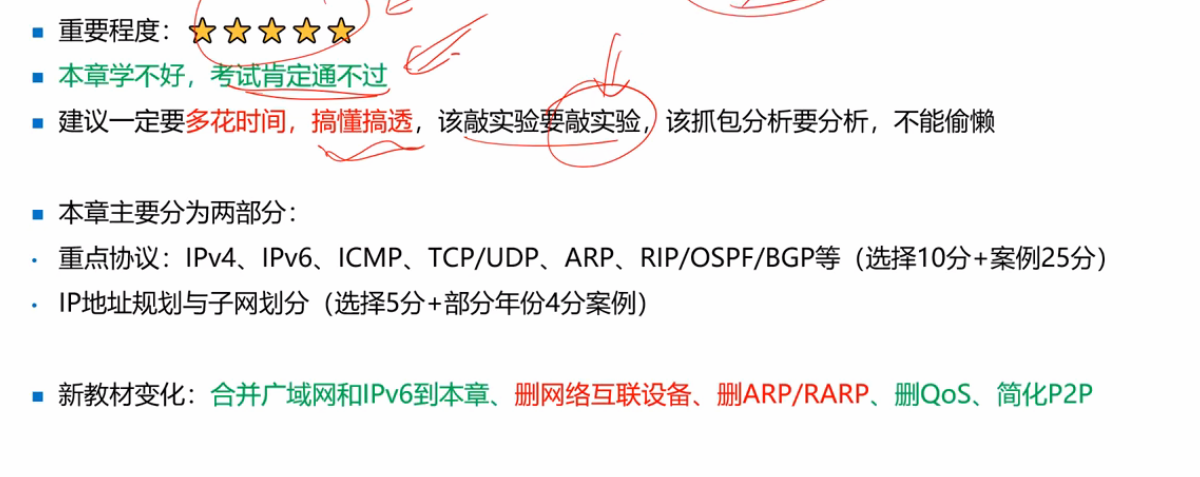 重要程度：⭐⭐⭐⭐⭐
本章学不好，考试肯定通不过
建议一定要多花时间，搞懂搞透，该敲实验要敲实验，该抓包分析要分析，不能偷懒
本章主要分为两部分：
重点协议：IPv4、IPv6、ICMP、TCP/UDP、ARP、RIP/OSPF/BGP等（选择10分+案例25分）
IP地址规划与子网划分（选择5分+部分年份4分案例）
新教材变化：合并广域网和IPv6到本章、删网络互联设备、删ARP/RARP、删QoS、简化P2P